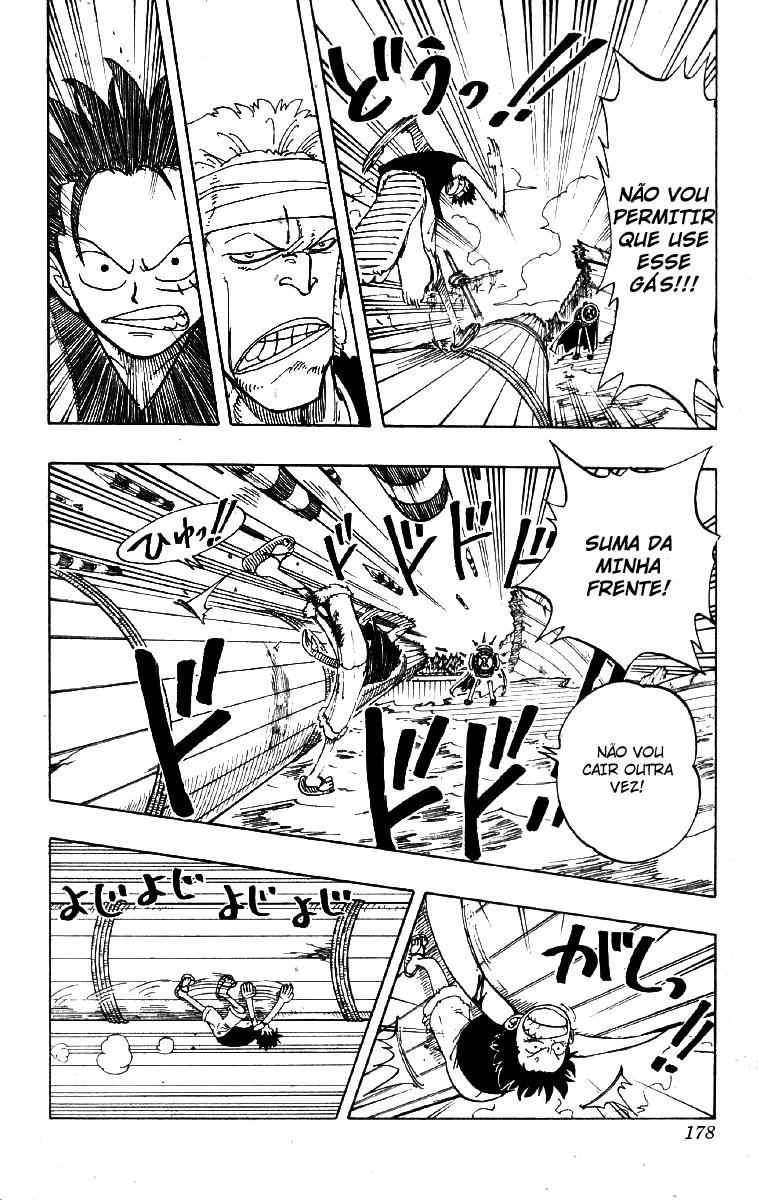 NÃO VOU
PERMITIR
QUE USE
ESSE
GÁS!!!
どうっ!!
SUMA DA
MINHA
FRENTE!
ドドドド
ひゅっ!!
NÃO VOU
CAIR OUTRA
VEZ!
ドドドド
がしっ!!
よじ よじ よじ よじ
178